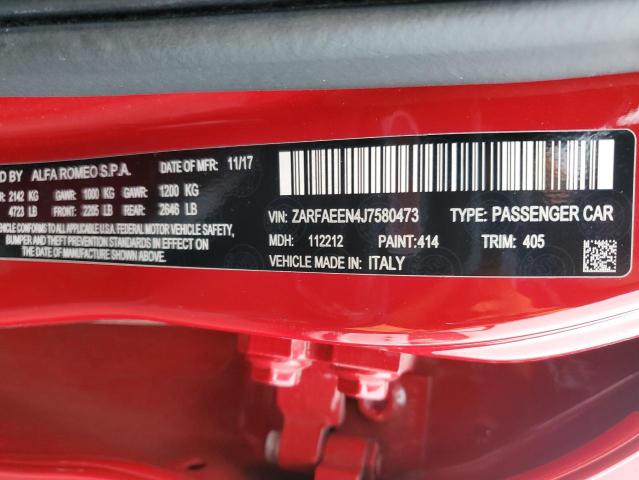 D BY ALFA ROMEO S.P.A. DATE OF MFR: 11/17
R: 2142 KG GAWR: 1000 KG GAWR: 1200 KG
4723 LB FRONT: 2205 LB REAR: 2646 LB
VEHICLE CONFORMS TO ALL APPLICABLE U.S. FEDERAL MOTOR VEHICLE SAFETY,
BUMPER AND THEFT PREVENTION STANDARDS IN EFFECT ON
THE DATE OF MANUFACTURE SHOWN ABOVE.
VIN: ZARFAEEN4J7580473 TYPE: PASSENGER CAR
MDH: 112212 PAINT: 414 TRIM: 405
VEHICLE MADE IN: ITALY